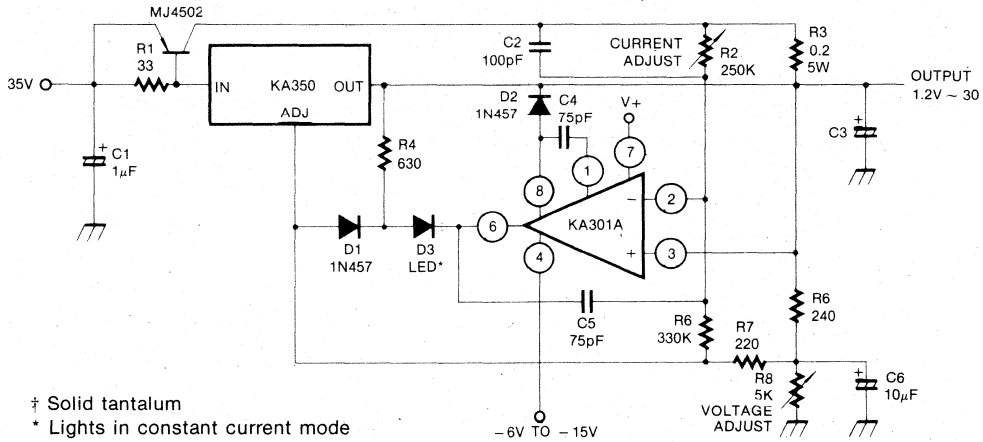 MJ4502
R1
33
35V
IN
KA350
OUT
ADJ
C2
100pF
CURRENT
ADJUST
R2
250K
R3
0.2
5W
OUTPUT
1.2V ~ 30
D2
1N457
C4
75pF
V+
+
C1
1μF
R4
630
+
C3
1
7
8
2
−
KA301A
6
4
+
3
D1
1N457
D3
LED*
C5
75pF
R6
330K
R7
220
R6
240
R8
5K
VOLTAGE
ADJUST
+
C6
10μF
−6V TO −15V
† Solid tantalum
* Lights in constant current mode